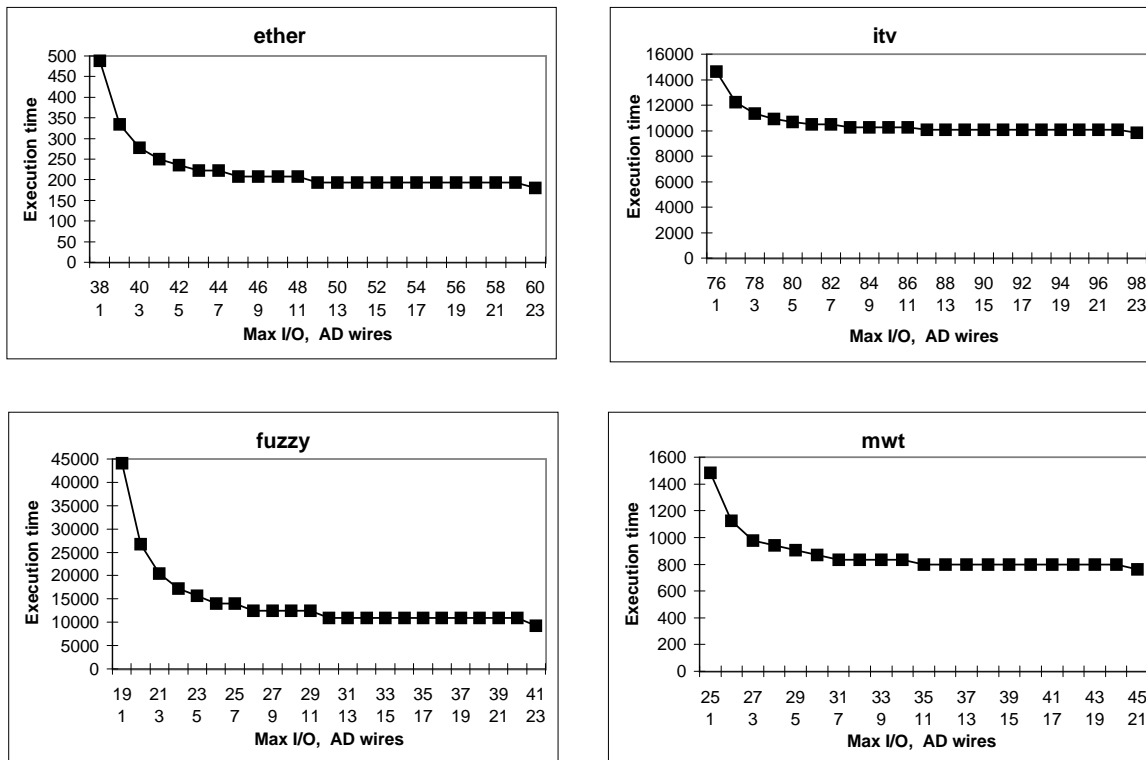 ether
500
450
400
350
300
250
200
150
100
50
0
Execution time
38 40 42 44 46 48 50 52 54 56 58 60
1 3 5 7 9 11 13 15 17 19 21 23
Max I/O, AD wires
itv
16000
14000
12000
10000
8000
6000
4000
2000
0
Execution time
76 78 80 82 84 86 88 90 92 94 96 98
1 3 5 7 9 11 13 15 17 19 21 23
Max I/O, AD wires
fuzzy
45000
40000
35000
30000
25000
20000
15000
10000
5000
0
Execution time
19 21 23 25 27 29 31 33 35 37 39 41
1 3 5 7 9 11 13 15 17 19 21 23
Max I/O, AD wires
mwt
1600
1400
1200
1000
800
600
400
200
0
Execution time
25 27 29 31 33 35 37 39 41 43 45
1 3 5 7 9 11 13 15 17 19 21
Max I/O, AD wires